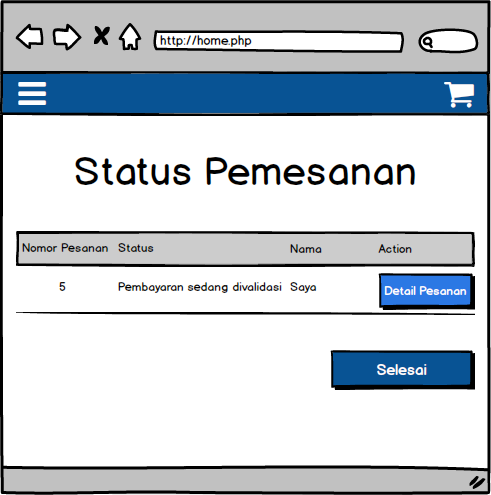 http://home.php
Status Pemesanan
Nomor Pesanan Status Nama Action
5 Pembayaran sedang divalidasi Saya Detail Pesanan
Selesai